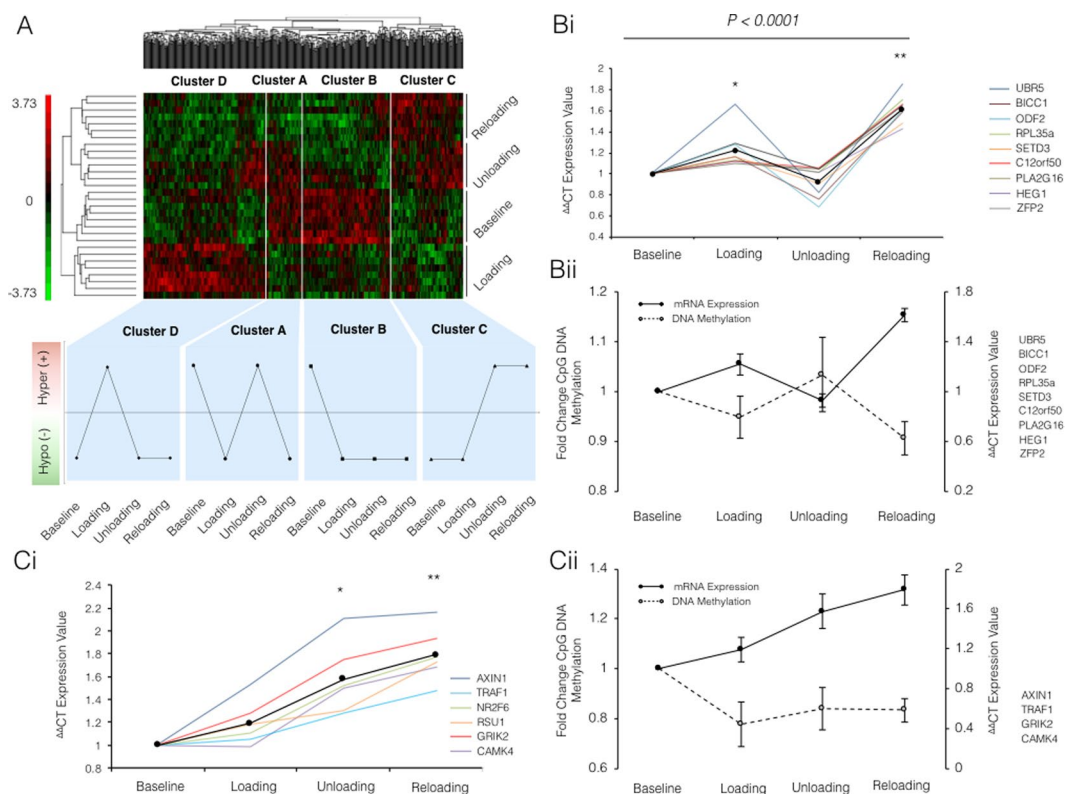 A
Cluster D
Cluster A
Cluster B
Cluster C
3.73
0
-3.73
Reloading
Unloading
Baseline
Loading
Cluster D
Cluster A
Cluster B
Cluster C
Hyper (+)
Hypo (-)
Baseline
Loading
Unloading
Reloading
Baseline
Loading
Unloading
Reloading
Baseline
Loading
Unloading
Reloading
Baseline
Loading
Unloading
Reloading
Bi
P < 0.0001
*
**
ΔΔCT Expression Value
2
1.8
1.6
1.4
1.2
1
0.8
0.6
0.4
Baseline
Loading
Unloading
Reloading
UBR5
BICC1
ODF2
RPL35a
SETD3
C12orf50
PLA2G16
HEG1
ZFP2
Bii
mRNA Expression
DNA Methylation
Fold Change CpG DNA
Methylation
1.2
1.1
1
0.9
0.8
1.8
1.4
1
0.6
0.2
ΔΔCT Expression Value
Baseline
Loading
Unloading
Reloading
UBR5
BICC1
ODF2
RPL35a
SETD3
C12orf50
PLA2G16
HEG1
ZFP2
Ci
*
**
ΔΔCT Expression Value
2.4
2.2
2
1.8
1.6
1.4
1.2
1
0.8
Baseline
Loading
Unloading
Reloading
AXIN1
TRAF1
NR2F6
RSU1
GRIK2
CAMK4
Cii
mRNA Expression
DNA Methylation
Fold Change CpG DNA
Methylation
1.4
1.2
1
0.8
0.6
2
1.6
1.2
0.8
0.4
0
ΔΔCT Expression Value
Baseline
Loading
Unloading
Reloading
AXIN1
TRAF1
GRIK2
CAMK4